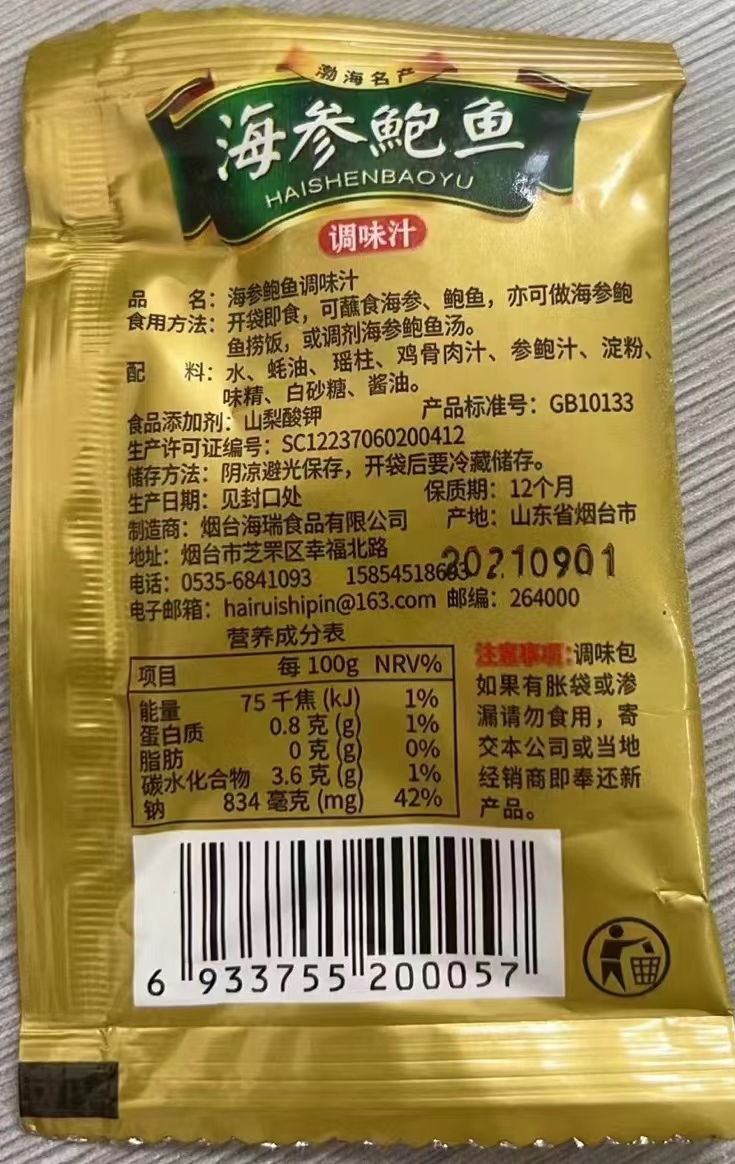 渤海名产
海参鲍鱼
HAISHENBAOYU
调味汁
品 名：海参鲍鱼调味汁
食用方法：开袋即食，可蘸食海参、鲍鱼，亦可做海参鲍
鱼捞饭，或调剂海参鲍鱼汤。
配 料：水、蚝油、瑶柱、鸡骨肉汁、参鲍汁、淀粉、
味精、白砂糖、酱油。
食品添加剂：山梨酸钾 产品标准号：GB10133
生产许可证编号：SC12237060200412
储存方法：阴凉避光保存，开袋后要冷藏储存。
生产日期：见封口处 保质期：12个月
制造商：烟台海瑞食品有限公司 产地：山东省烟台市
地址：烟台市芝罘区幸福北路
20210901
电话：0535-6841093 158545186
电子邮箱：hairuishipin@163.com 邮编：264000
营养成分表
项目 每 100g NRV%
能量 75 千焦 (kJ) 1%
蛋白质 0.8 克 (g) 1%
脂肪 0 克 (g) 0%
碳水化合物 3.6 克 (g) 1%
钠 834 毫克 (mg) 42%
注意事项:调味包
如果有胀袋或渗
漏请勿食用，寄
交本公司或当地
经销商即奉还新
产品。
6 933755 200057